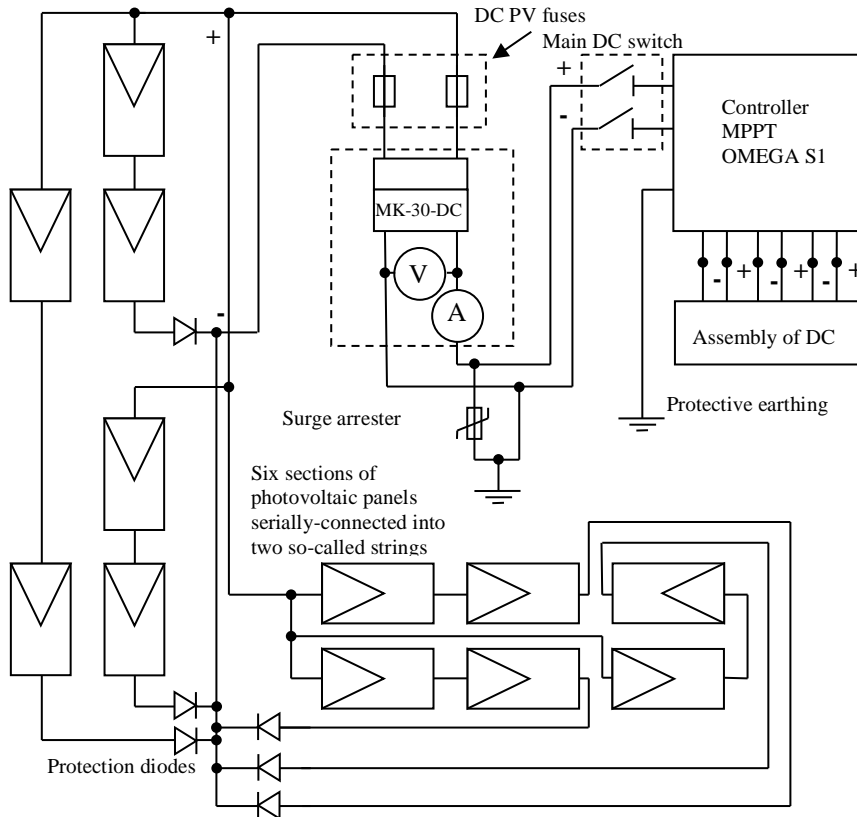 DC PV fuses
Main DC switch
+
+
-
Controller
MPPT
OMEGA S1
MK-30-DC
V
A
- + - + - +
-
Assembly of DC
Surge arrester
Protective earthing
Six sections of
photovoltaic panels
serially-connected into
two so-called strings
Protection diodes